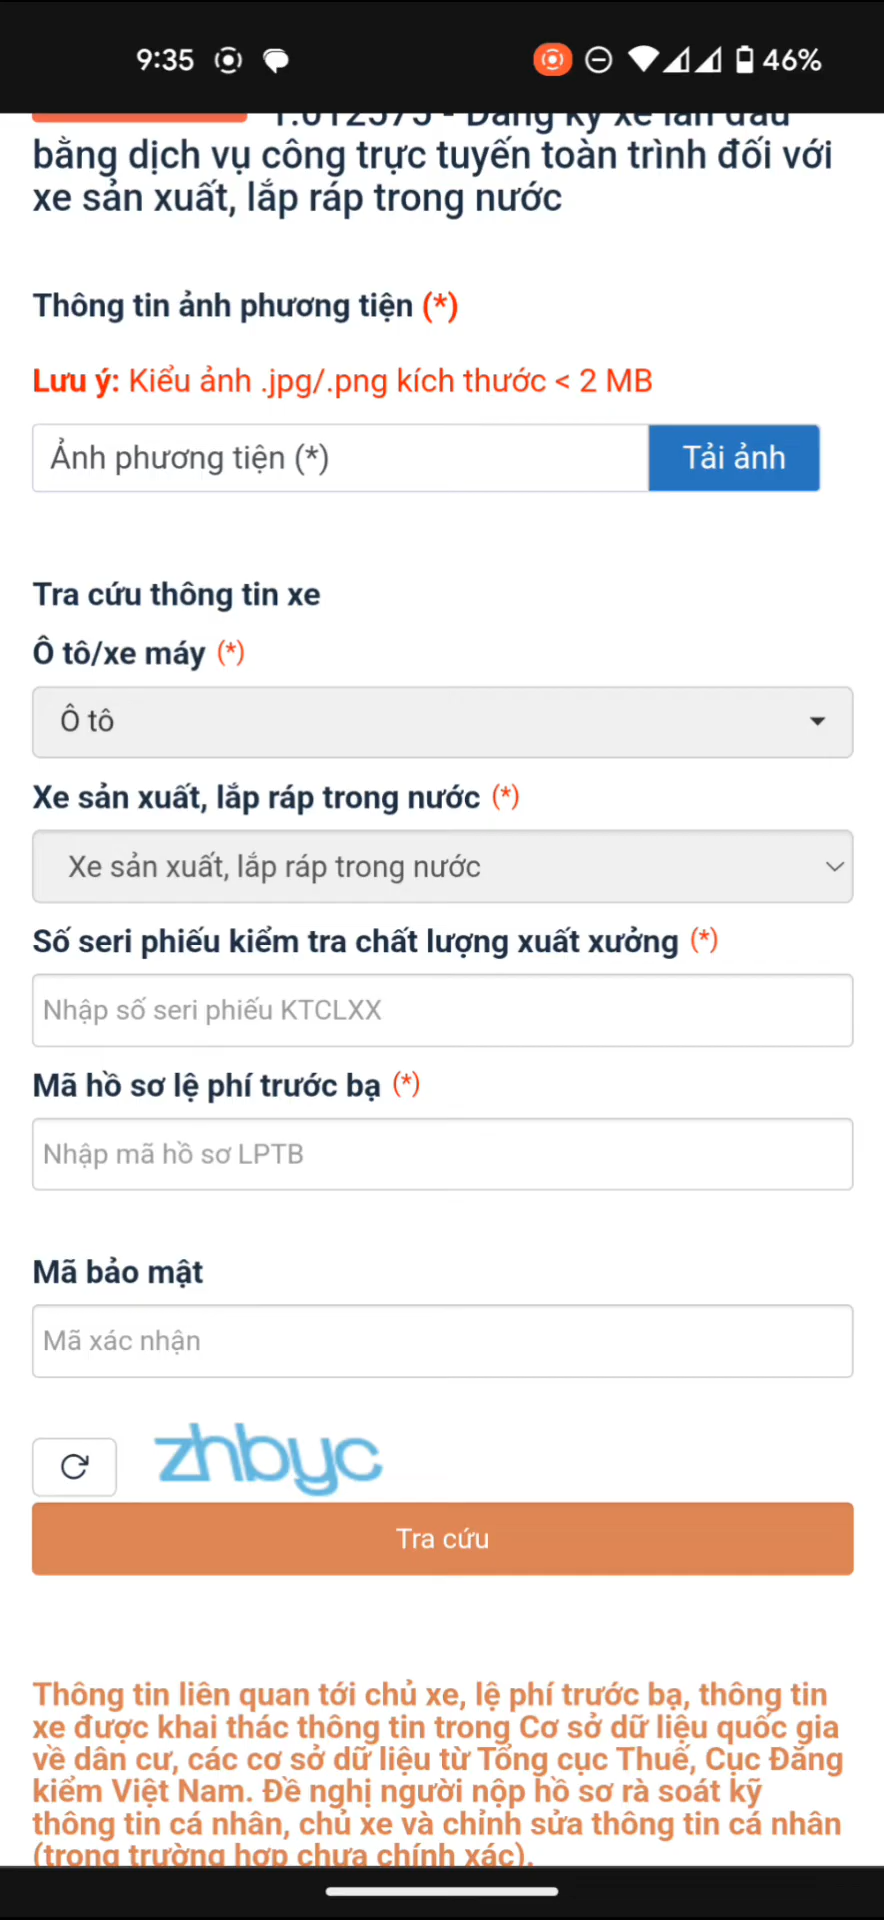 9:35
46%
1.012575 - Đăng ký xe lần đầu
bằng dịch vụ công trực tuyến toàn trình đối với
xe sản xuất, lắp ráp trong nước
Thông tin ảnh phương tiện (*)
Lưu ý: Kiểu ảnh .jpg/.png kích thước < 2 MB
Ảnh phương tiện (*)
Tải ảnh
Tra cứu thông tin xe
Ô tô/xe máy (*)
Ô tô
Xe sản xuất, lắp ráp trong nước (*)
Xe sản xuất, lắp ráp trong nước
Số seri phiếu kiểm tra chất lượng xuất xưởng (*)
Nhập số seri phiếu KTCLXX
Mã hồ sơ lệ phí trước bạ (*)
Nhập mã hồ sơ LPTB
Mã bảo mật
Mã xác nhận
zhbyc
Tra cứu
Thông tin liên quan tới chủ xe, lệ phí trước bạ, thông tin
xe được khai thác thông tin trong Cơ sở dữ liệu quốc gia
về dân cư, các cơ sở dữ liệu từ Tổng cục Thuế, Cục Đăng
kiểm Việt Nam. Đề nghị người nộp hồ sơ rà soát kỹ
thông tin cá nhân, chủ xe và chỉnh sửa thông tin cá nhân
(trong trường hợp chưa chính xác).